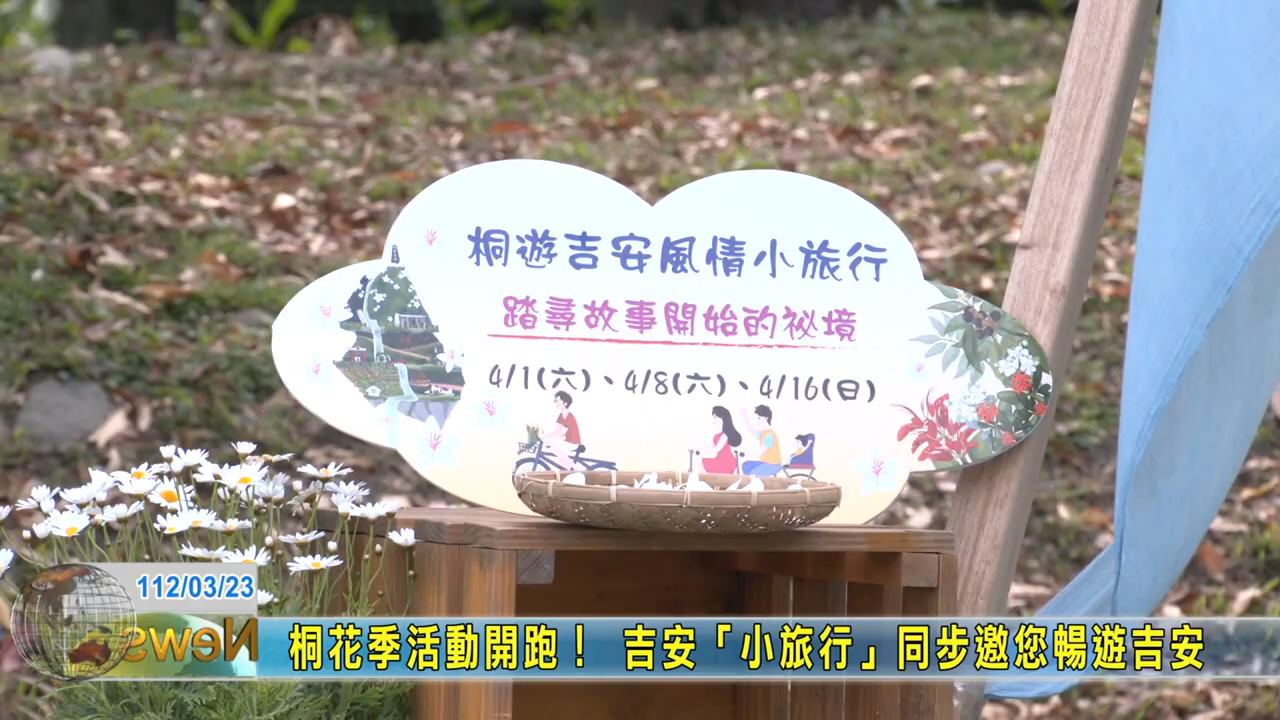 桐遊吉安風情小旅行
踏尋故事開始的祕境
4/1(六)、4/8(六)、4/16(日)
112/03/23
News
桐花季活動開跑！ 吉安「小旅行」同步邀您暢遊吉安